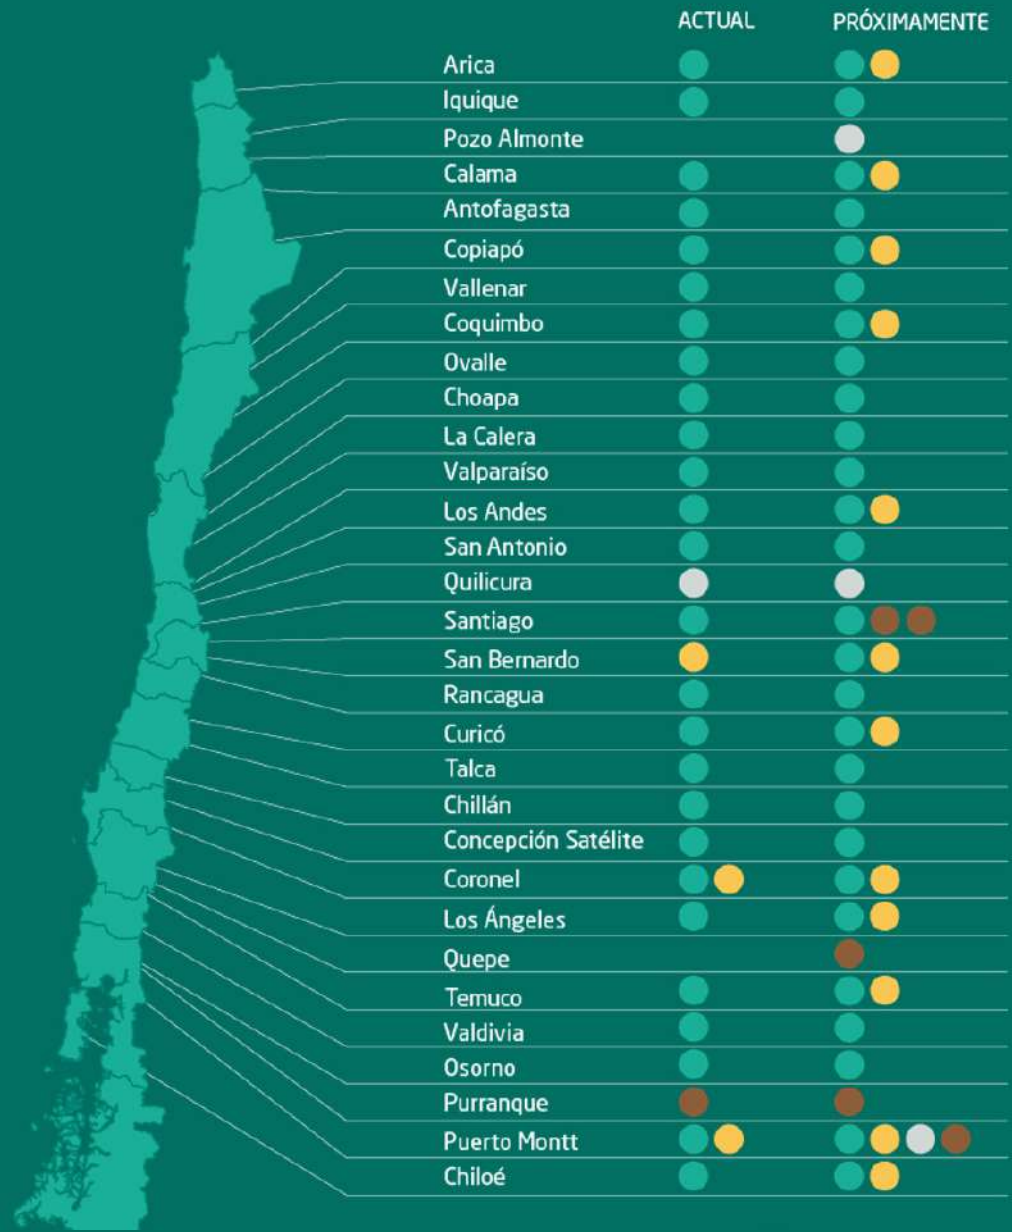 ACTUAL PRÓXIMAMENTE
Arica
Iquique
Pozo Almonte
Calama
Antofagasta
Copiapó
Vallenar
Coquimbo
Ovalle
Choapa
La Calera
Valparaíso
Los Andes
San Antonio
Quilicura
Santiago
San Bernardo
Rancagua
Curicó
Talca
Chillán
Concepción Satélite
Coronel
Los Ángeles
Quepe
Temuco
Valdivia
Osorno
Purranque
Puerto Montt
Chiloé